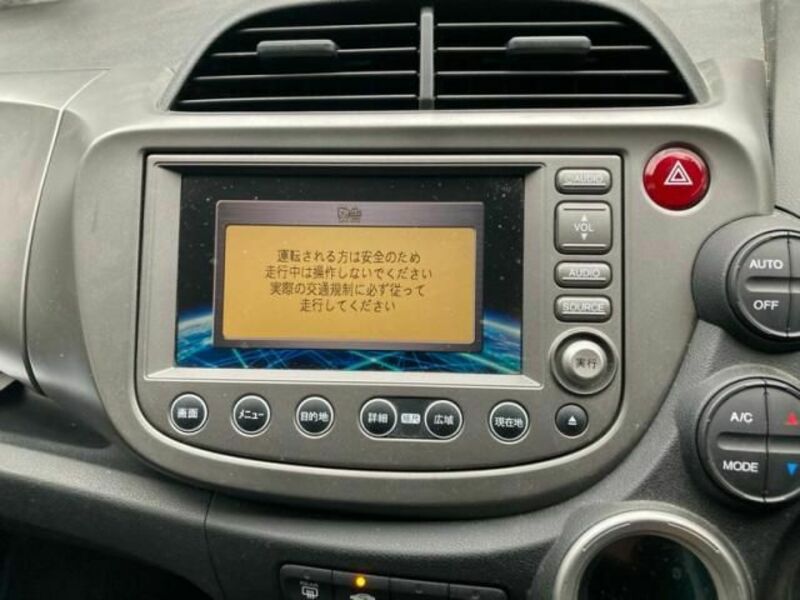 運転される方は安全のため
走行中は操作しないでください
実際の交通規制に必ず従って
走行してください
AUDIO
VOL
AUDIO
SOURCE
実行
画面
メニュー
目的地
詳細
縮尺
広域
現在地
AUTO
OFF
A/C
MODE